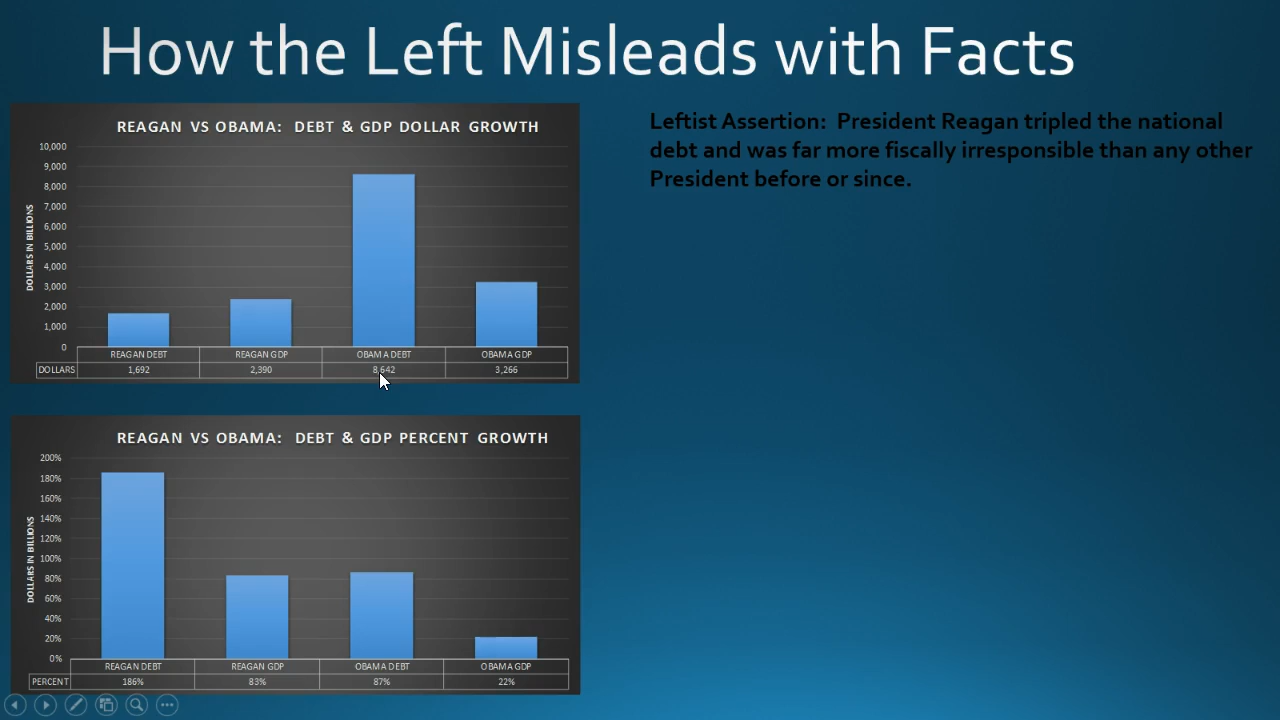 How the Left Misleads with Facts
REAGAN VS OBAMA: DEBT & GDP DOLLAR GROWTH
DOLLARS IN BILLIONS
10,000
9,000
8,000
7,000
6,000
5,000
4,000
3,000
2,000
1,000
0
REAGAN DEBT REAGAN GDP OBAMA DEBT OBAMA GDP
DOLLARS 1,692 2,390 8,642 3,266
REAGAN VS OBAMA: DEBT & GDP PERCENT GROWTH
DOLLARS IN BILLIONS
200%
180%
160%
140%
120%
100%
80%
60%
40%
20%
0%
REAGAN DEBT REAGAN GDP OBAMA DEBT OBAMA GDP
PERCENT 186% 83% 87% 22%
Leftist Assertion: President Reagan tripled the national
debt and was far more fiscally irresponsible than any other
President before or since.